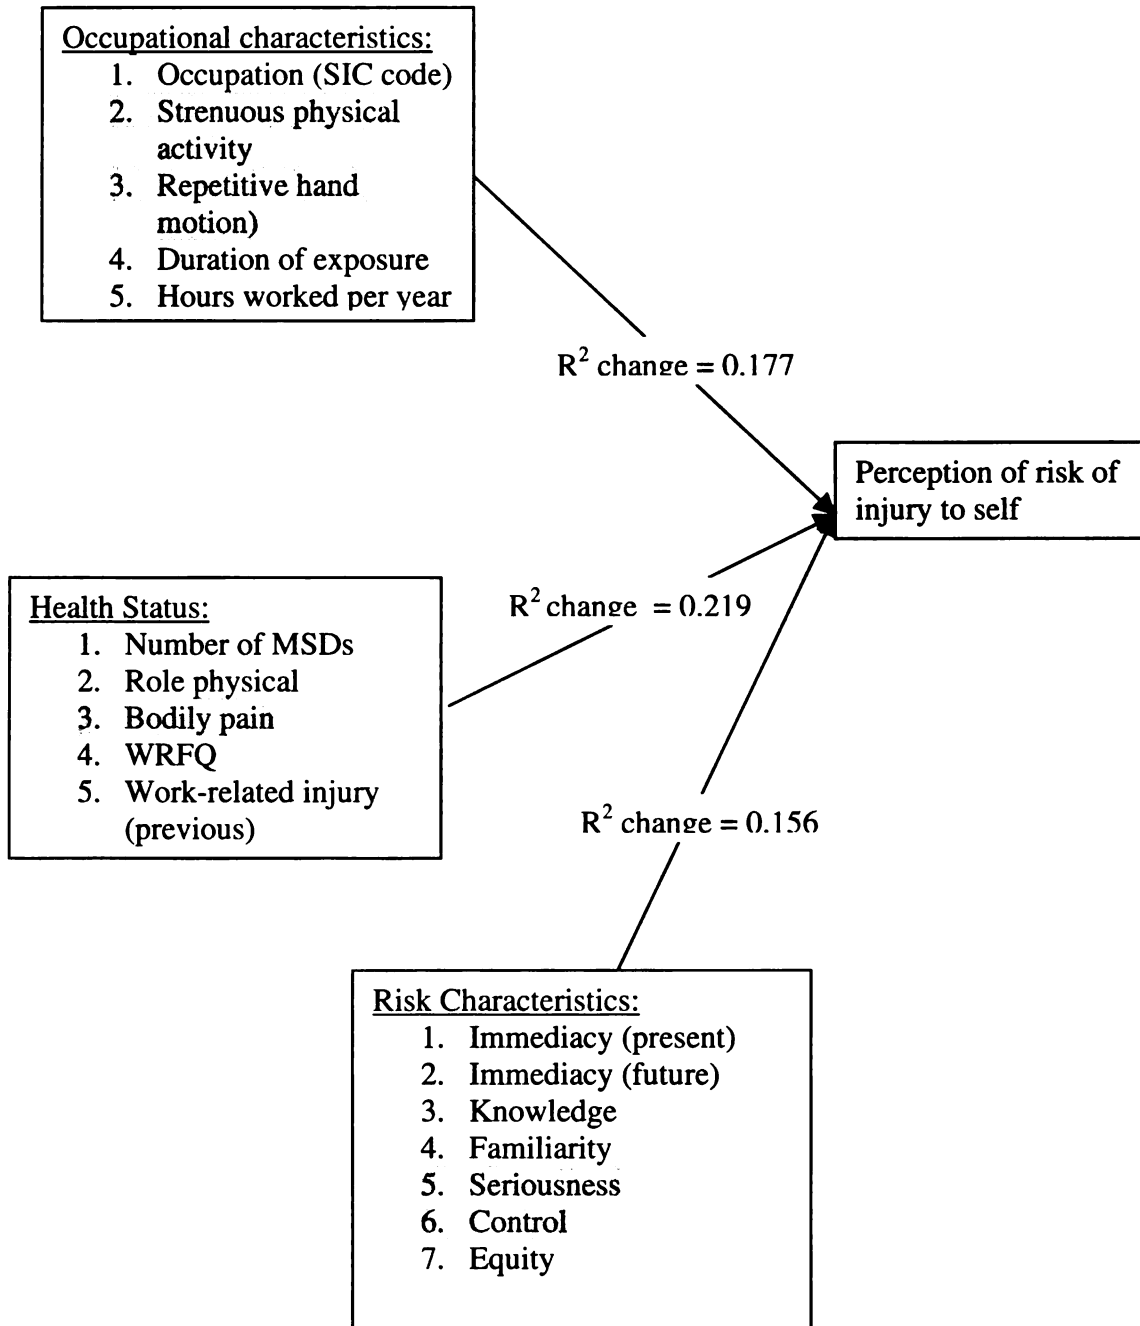 Occupational characteristics:
1. Occupation (SIC code)
2. Strenuous physical
activity
3. Repetitive hand
motion)
4. Duration of exposure
5. Hours worked per year
R² change = 0.177
Perception of risk of
injury to self
R² change = 0.219
Health Status:
1. Number of MSDs
2. Role physical
3. Bodily pain
4. WRFQ
5. Work-related injury
(previous)
R² change = 0.156
Risk Characteristics:
1. Immediacy (present)
2. Immediacy (future)
3. Knowledge
4. Familiarity
5. Seriousness
6. Control
7. Equity